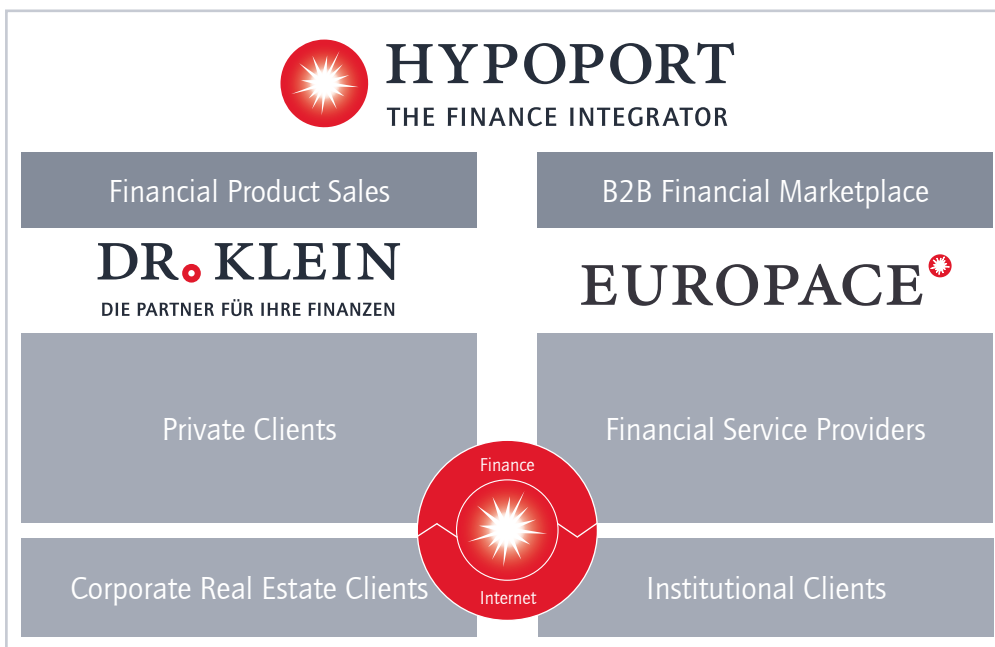 HYPOPORT
THE FINANCE INTEGRATOR
Financial Product Sales
B2B Financial Marketplace
DR. KLEIN
DIE PARTNER FÜR IHRE FINANZEN
EUROPACE
Private Clients
Financial Service Providers
Finance
Internet
Corporate Real Estate Clients
Institutional Clients